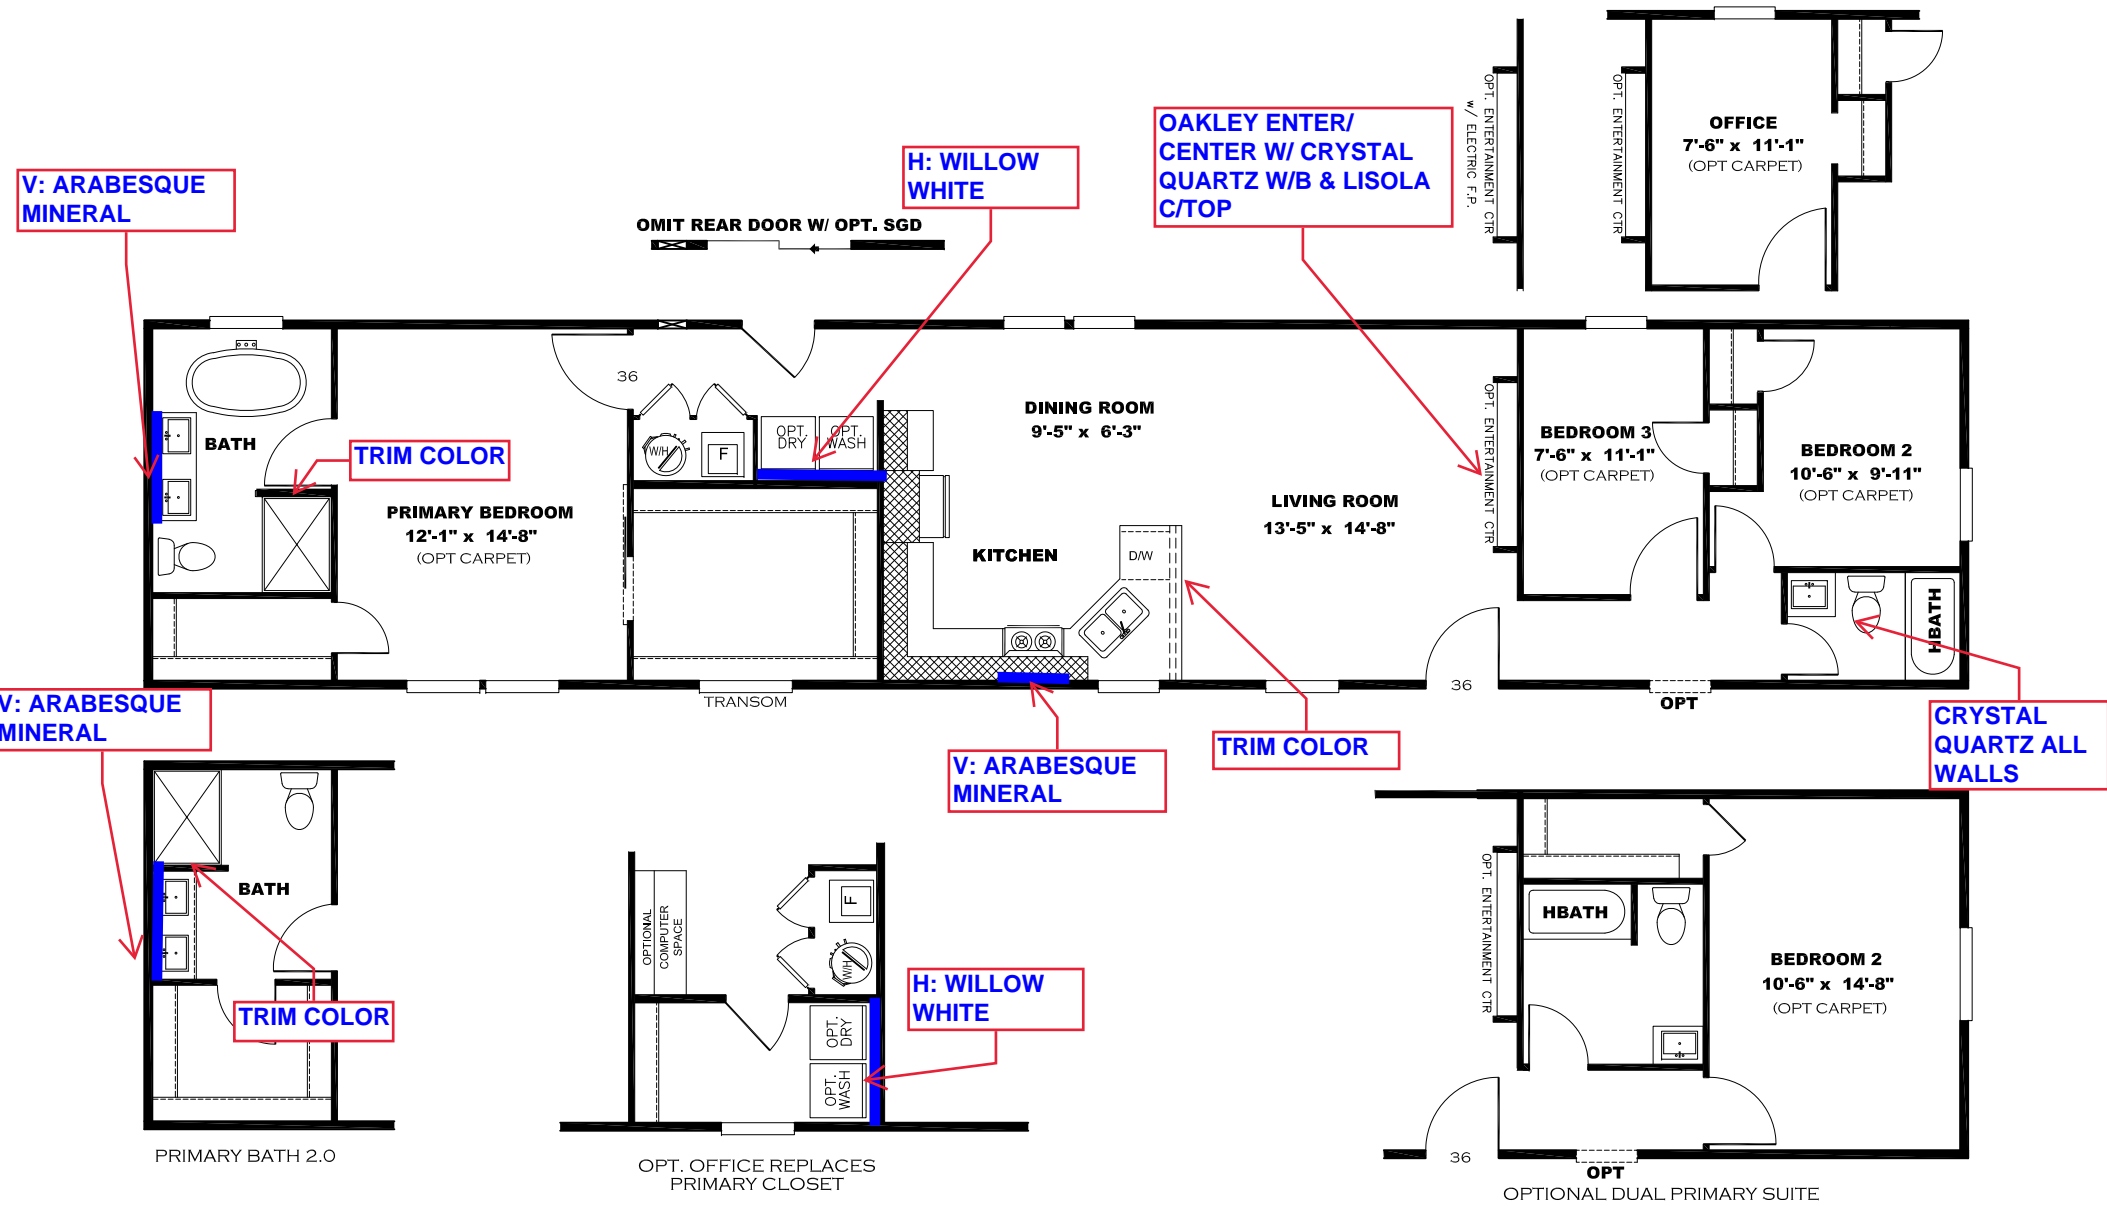 OPT. ENTERTAINMENT CTR
w/ ELECTRIC F.P.
OPT. ENTERTAINMENT CTR
OFFICE
7'-6" x 11'-1"
(OPT CARPET)
V: ARABESQUE
MINERAL
H: WILLOW
WHITE
OAKLEY ENTER/
CENTER W/ CRYSTAL
QUARTZ W/B & LISOLA
C/TOP
OMIT REAR DOOR W/ OPT. SGD
36
BATH
TRIM COLOR
PRIMARY BEDROOM
12'-1" x 14'-8"
(OPT CARPET)
W/H
F
OPT.
DRY
OPT.
WASH
DINING ROOM
9'-5" x 6'-3"
KITCHEN
D/W
LIVING ROOM
13'-5" x 14'-8"
OPT. ENTERTAINMENT CTR
BEDROOM 3
7'-6" x 11'-1"
(OPT CARPET)
BEDROOM 2
10'-6" x 9'-11"
(OPT CARPET)
HBATH
TRANSOM
36
OPT
V: ARABESQUE
MINERAL
V: ARABESQUE
MINERAL
TRIM COLOR
CRYSTAL
QUARTZ ALL
WALLS
BATH
TRIM COLOR
PRIMARY BATH 2.0
OPTIONAL
COMPUTER
SPACE
F
W/H
OPT.
DRY
OPT.
WASH
H: WILLOW
WHITE
OPT. OFFICE REPLACES
PRIMARY CLOSET
OPT. ENTERTAINMENT CTR
HBATH
BEDROOM 2
10'-6" x 14'-8"
(OPT CARPET)
36
OPT
OPTIONAL DUAL PRIMARY SUITE